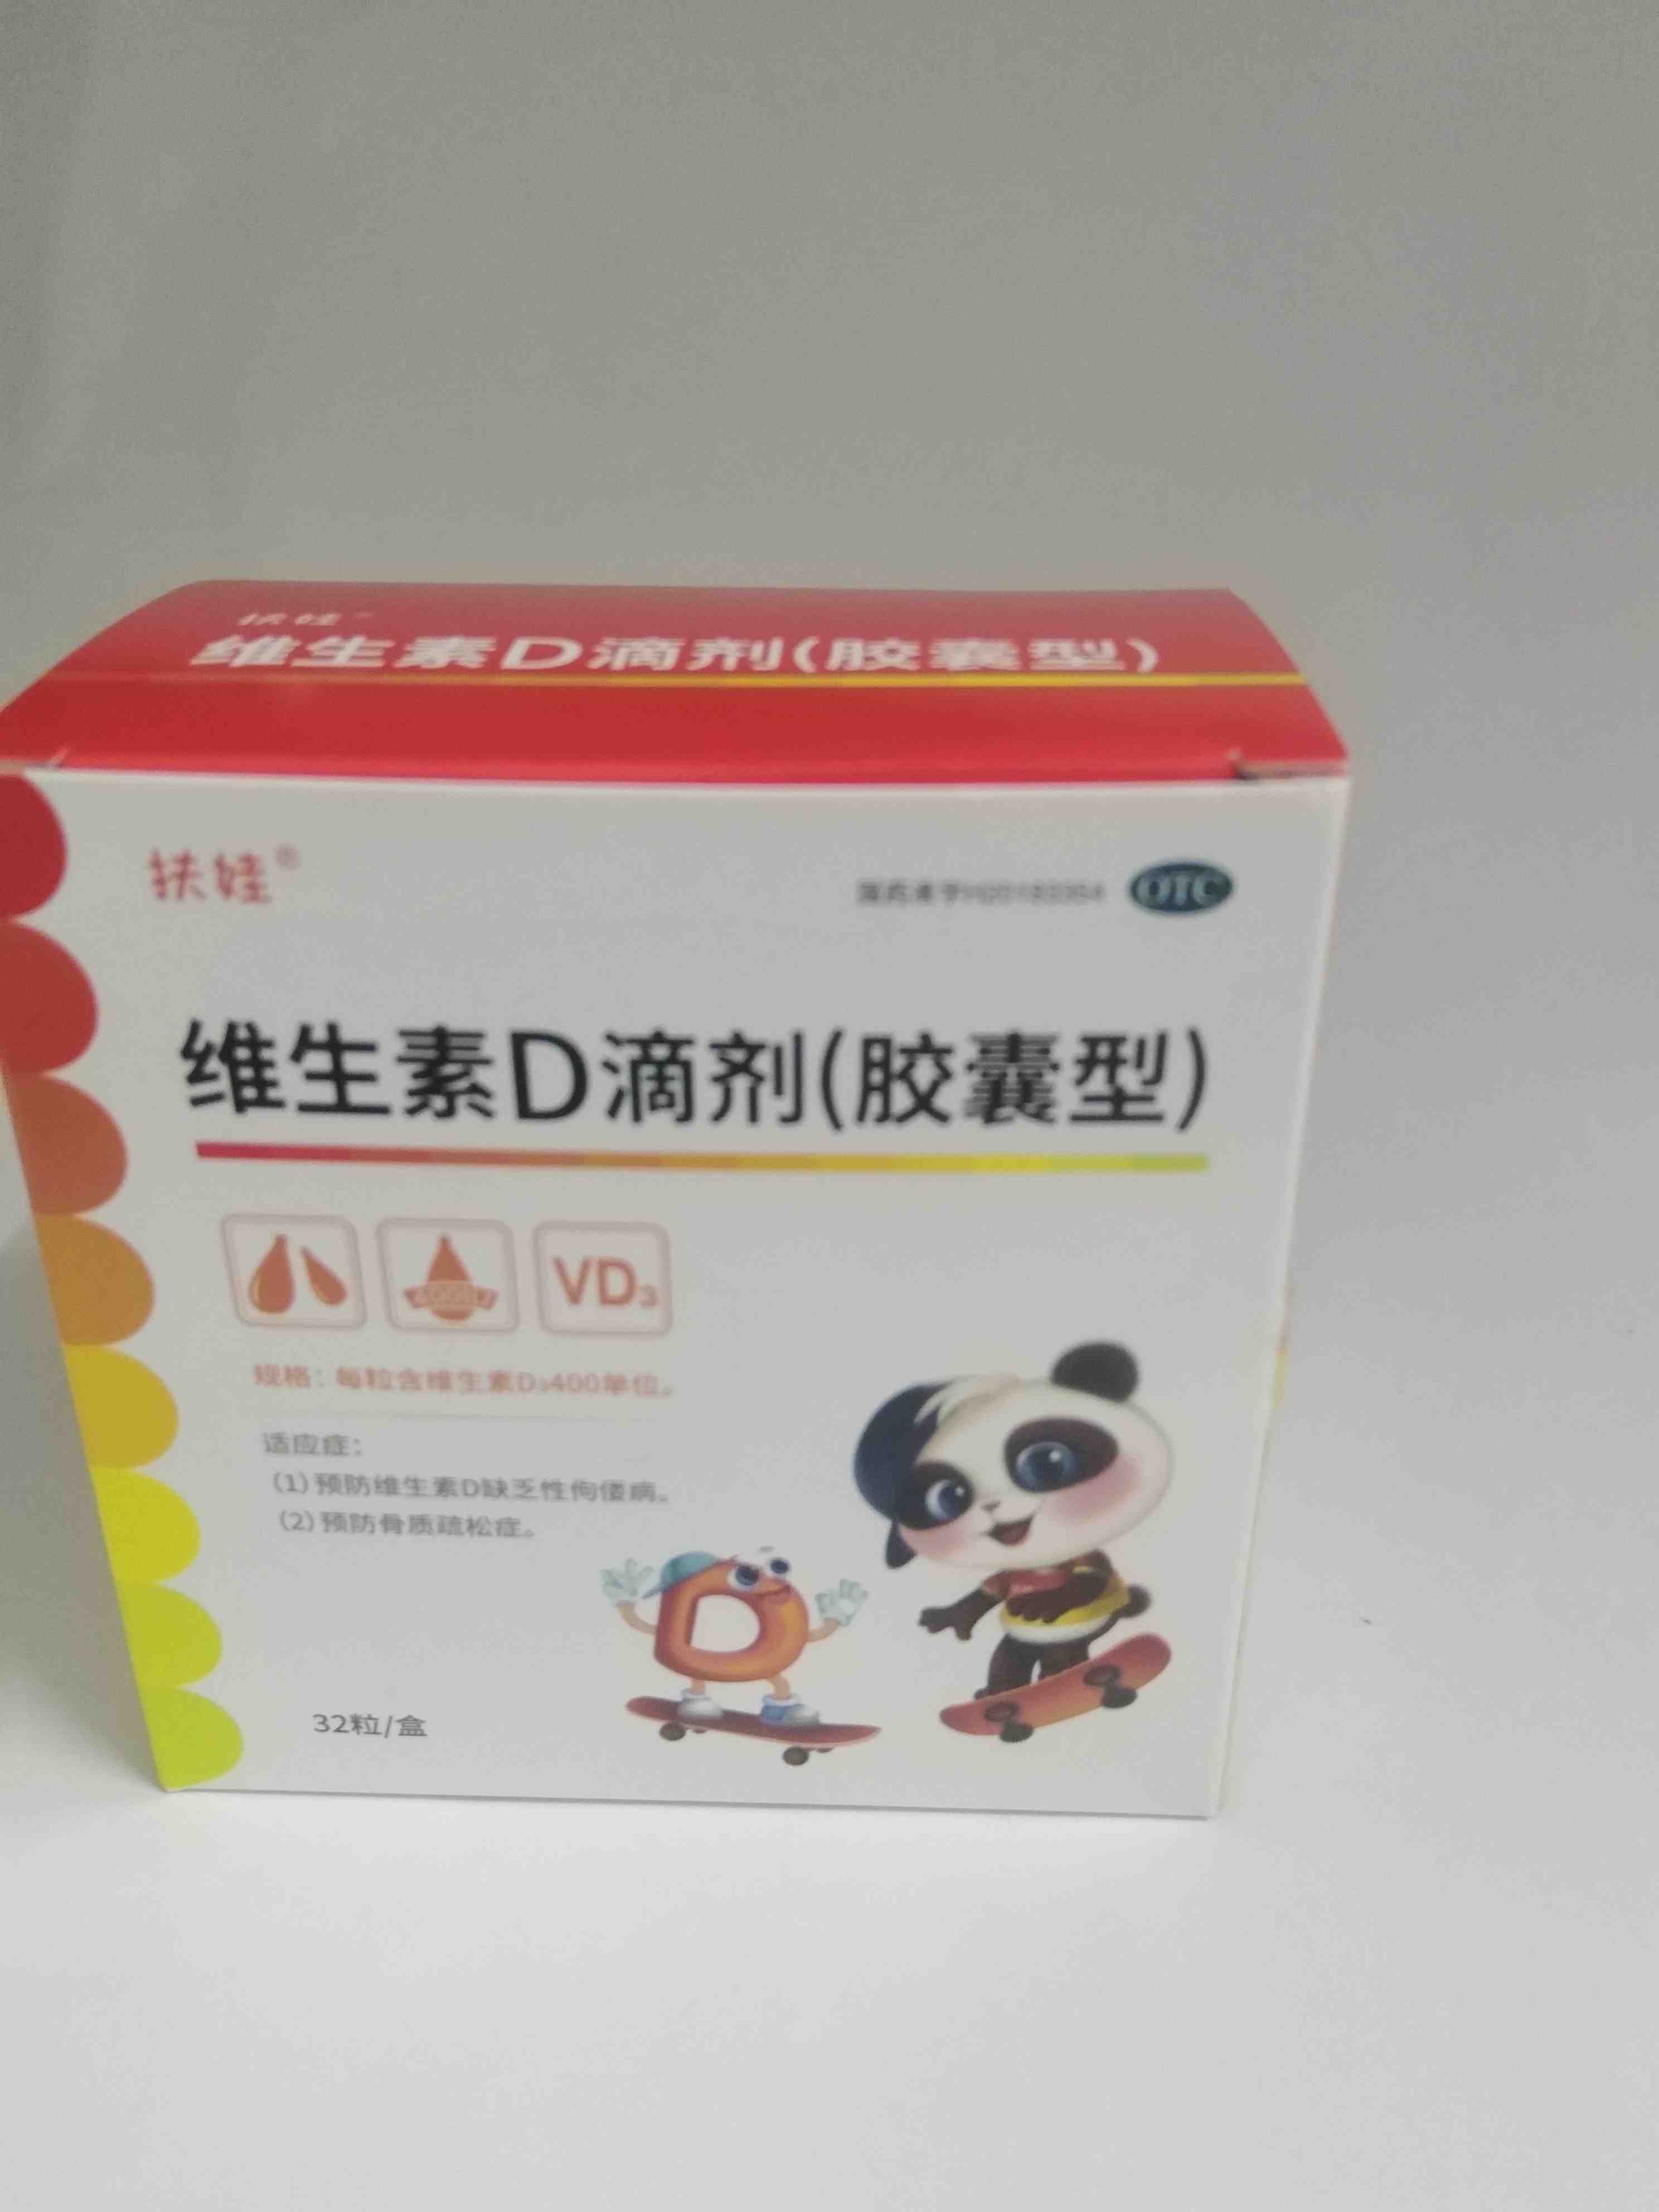 扶娃
维生素D滴剂(胶囊型)
扶娃®
OTC
维生素D滴剂(胶囊型)
VD₃
规格：每粒含维生素D₃400单位。
适应症：
(1)预防维生素D缺乏性佝偻病。
(2)预防骨质疏松症。
D
32粒/盒